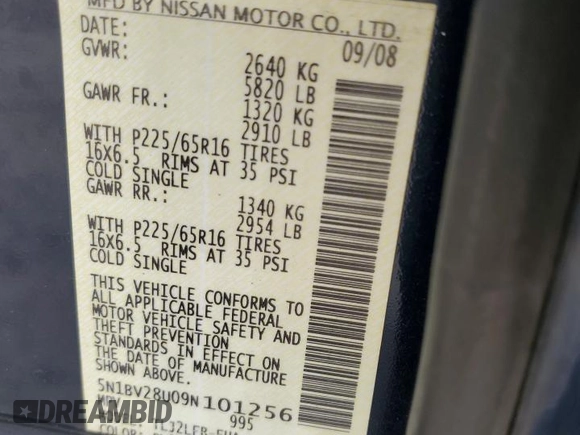 MFD BY NISSAN MOTOR CO., LTD.
DATE: 09/08
GVWR: 2640 KG
5820 LB
GAWR FR.: 1320 KG
2910 LB
WITH P225/65R16 TIRES
16X6.5 RIMS AT 35 PSI
COLD SINGLE
GAWR RR.: 1340 KG
2954 LB
WITH P225/65R16 TIRES
16X6.5 RIMS AT 35 PSI
COLD SINGLE
THIS VEHICLE CONFORMS TO
ALL APPLICABLE FEDERAL
MOTOR VEHICLE SAFETY AND
THEFT PREVENTION
STANDARDS IN EFFECT ON
THE DATE OF MANUFACTURE
SHOWN ABOVE.
5N1BV28U09N101256
995
DREAMBID